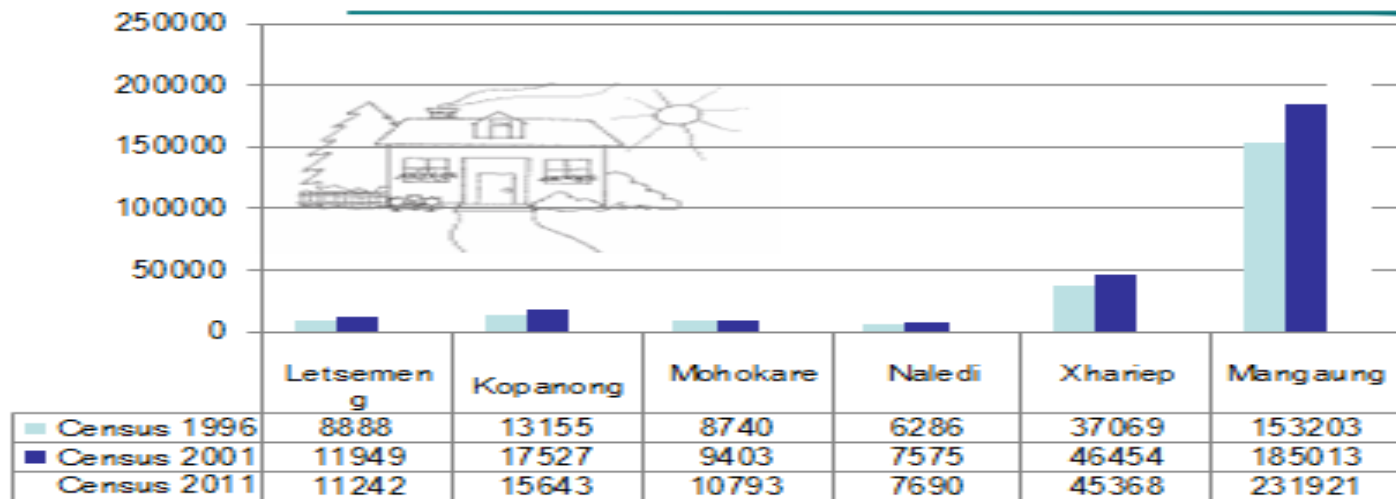 250000
200000
150000
100000
50000
0
Letsemen
g
Kopanong
Mohokare
Naledi
Xhariep
Mangaung
Census 1996 8888 13155 8740 6286 37069 153203
Census 2001 11949 17527 9403 7575 46454 185013
Census 2011 11242 15643 10793 7690 45368 231921